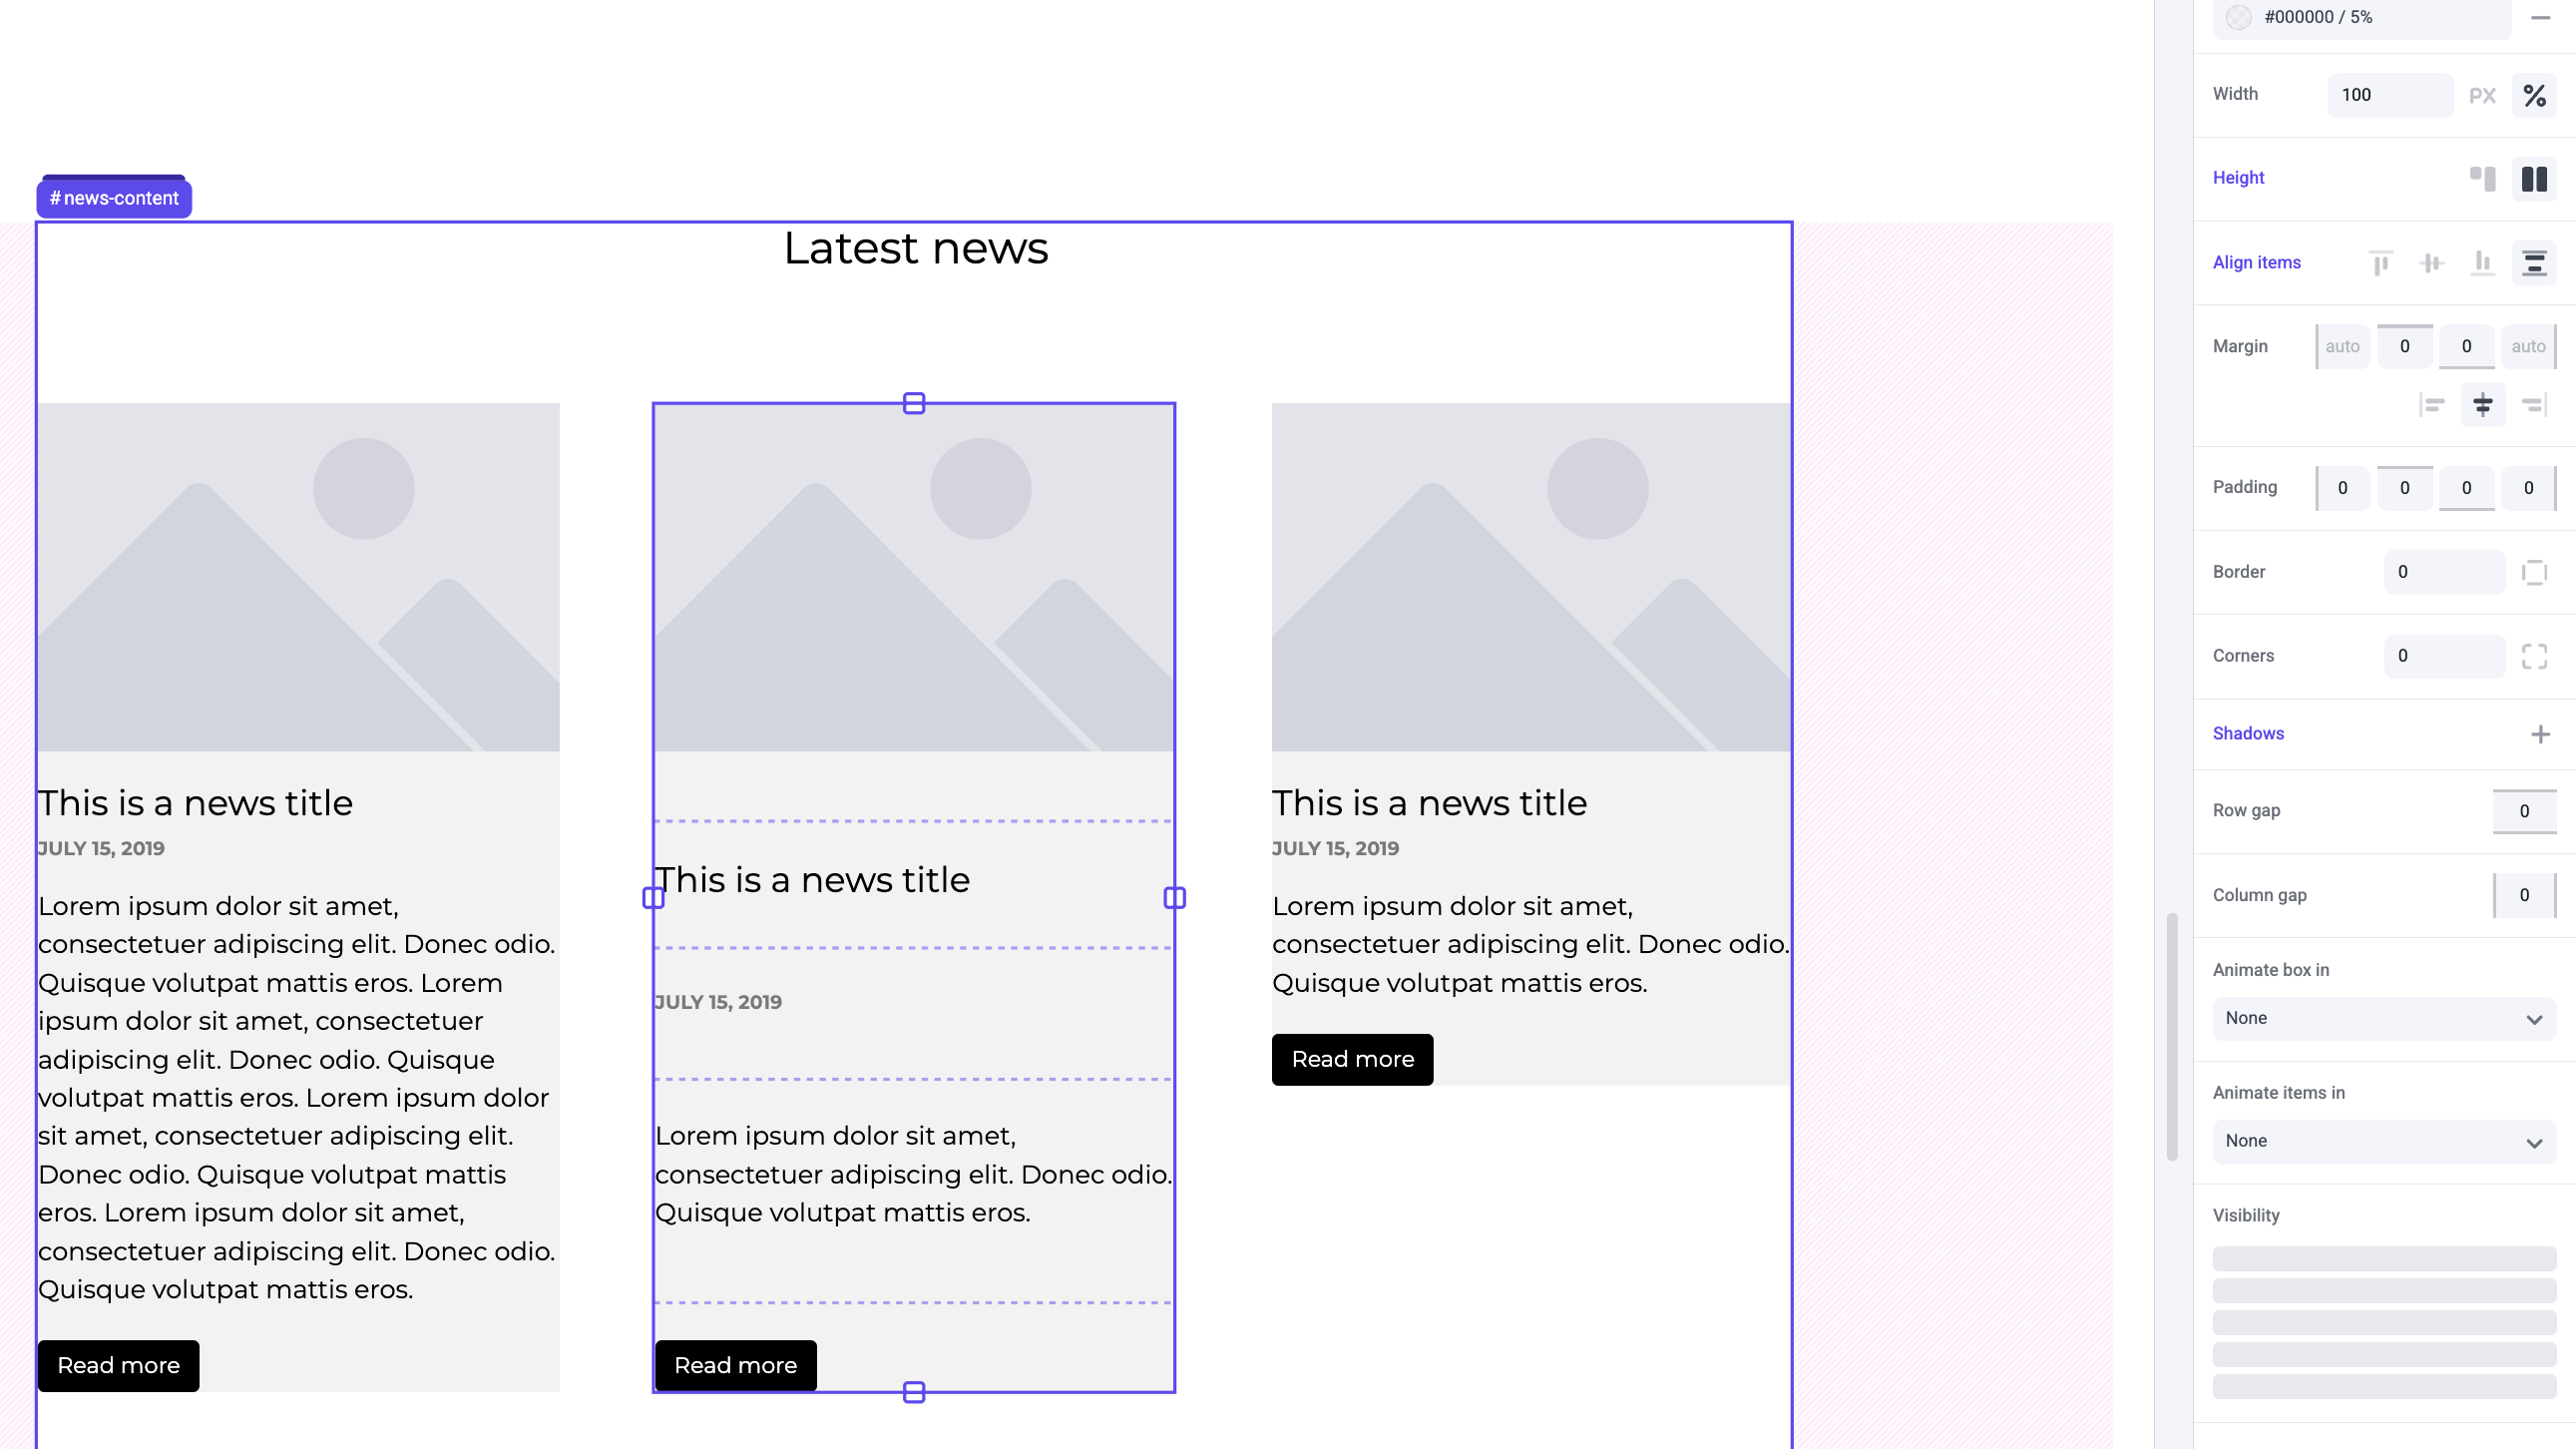 #news-content
Latest news
This is a news title
JULY 15, 2019
Lorem ipsum dolor sit amet,
consectetuer adipiscing elit. Donec odio.
Quisque volutpat mattis eros. Lorem
ipsum dolor sit amet, consectetuer
adipiscing elit. Donec odio. Quisque
volutpat mattis eros. Lorem ipsum dolor
sit amet, consectetuer adipiscing elit.
Donec odio. Quisque volutpat mattis
eros. Lorem ipsum dolor sit amet,
consectetuer adipiscing elit. Donec odio.
Quisque volutpat mattis eros.
Read more
This is a news title
JULY 15, 2019
Lorem ipsum dolor sit amet,
consectetuer adipiscing elit. Donec odio.
Quisque volutpat mattis eros.
Read more
This is a news title
JULY 15, 2019
Lorem ipsum dolor sit amet,
consectetuer adipiscing elit. Donec odio.
Quisque volutpat mattis eros.
Read more
#000000 / 5%
Width 100 PX %
Height
Align items
Margin auto 0 0 auto
Padding 0 0 0 0
Border 0
Corners 0
Shadows
Row gap 0
Column gap 0
Animate box in
None
Animate items in
None
Visibility